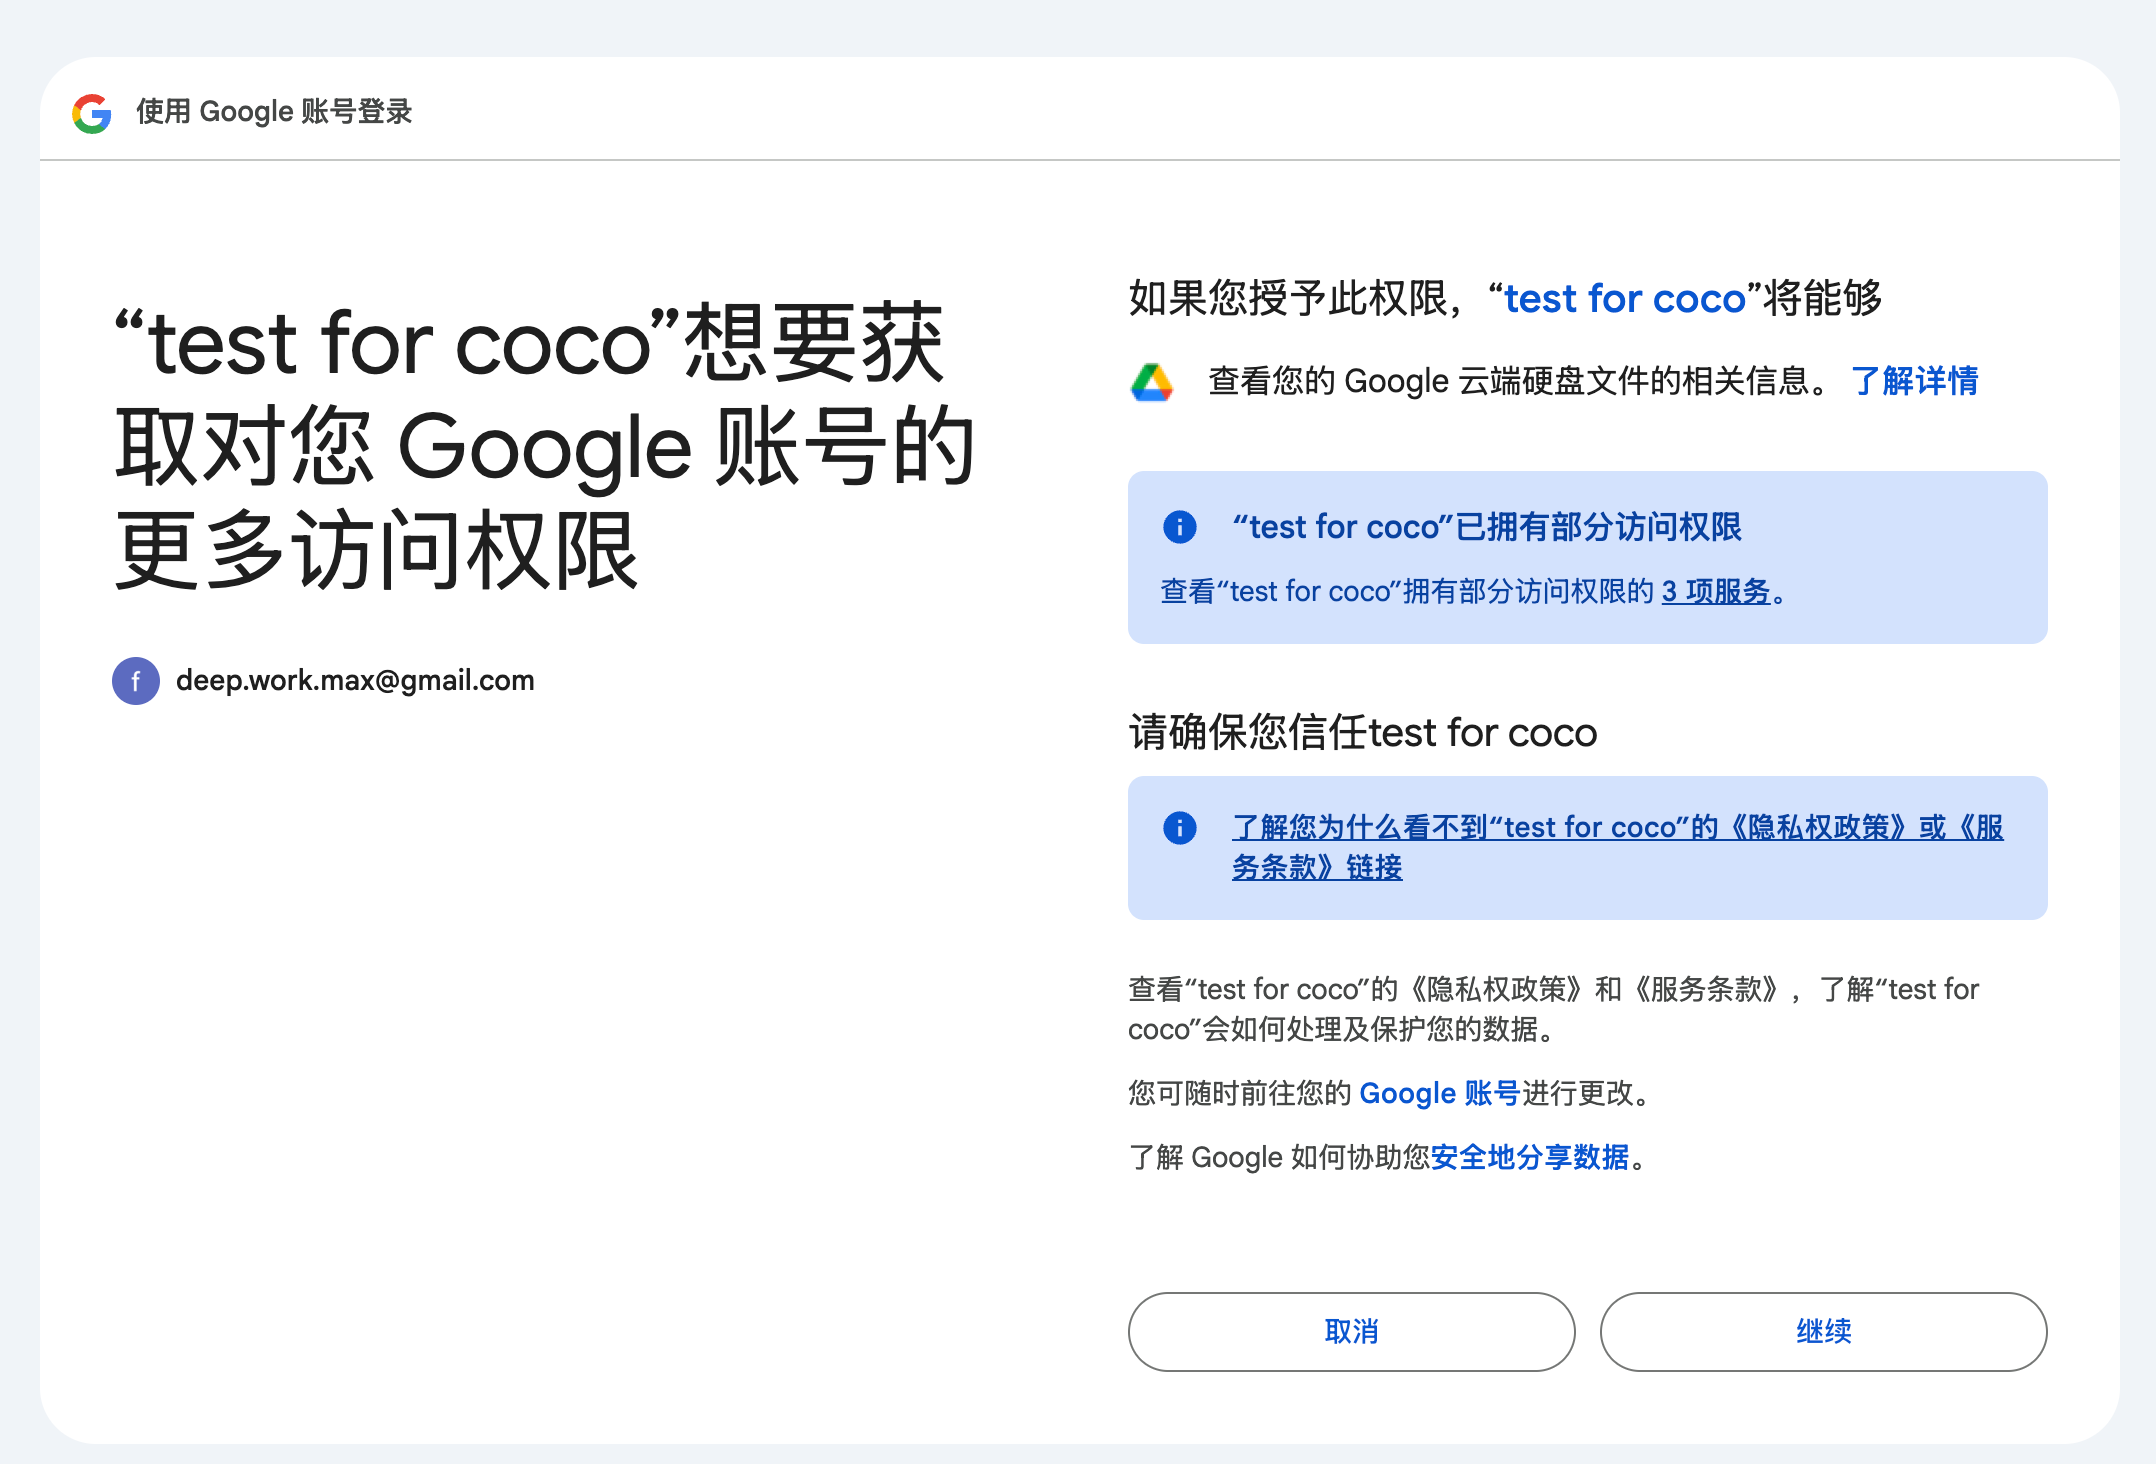 使用 Google 账号登录
“test for coco”想要获
取对您 Google 账号的
更多访问权限
f deep.work.max@gmail.com
如果您授予此权限，“test for coco”将能够
查看您的 Google 云端硬盘文件的相关信息。 了解详情
“test for coco”已拥有部分访问权限
查看“test for coco”拥有部分访问权限的 3 项服务。
请确保您信任test for coco
了解您为什么看不到“test for coco”的《隐私权政策》或《服
务条款》链接
查看“test for coco”的《隐私权政策》和《服务条款》，了解“test for
coco”会如何处理及保护您的数据。
您可随时前往您的 Google 账号进行更改。
了解 Google 如何协助您安全地分享数据。
取消 继续